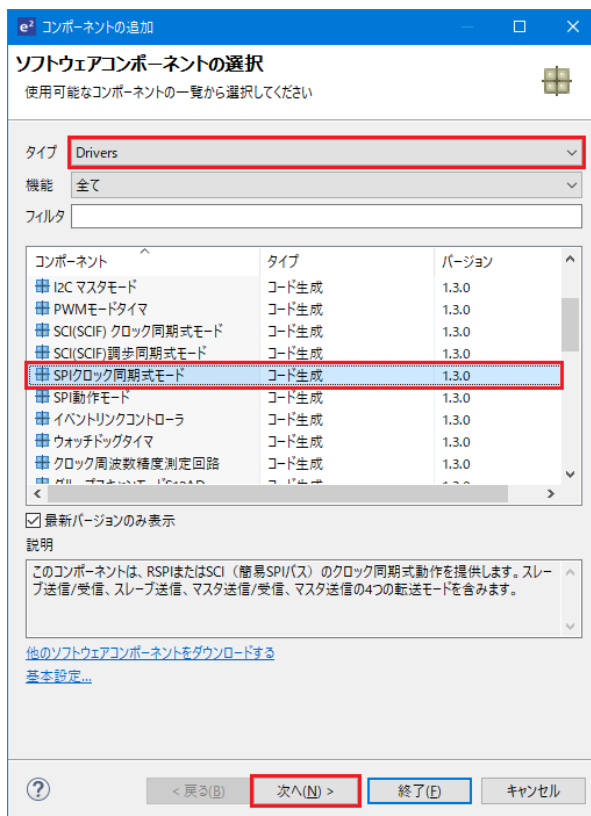 e² コンポーネントの追加
ソフトウェアコンポーネントの選択
使用可能なコンポーネントの一覧から選択してください
タイプ Drivers
機能 全て
フィルタ
コンポーネント タイプ バージョン
I2C マスタモード コード生成 1.3.0
PWMモードタイマ コード生成 1.3.0
SCI(SCIF) クロック同期式モード コード生成 1.3.0
SCI(SCIF)調歩同期式モード コード生成 1.3.0
SPIクロック同期式モード コード生成 1.3.0
SPI動作モード コード生成 1.3.0
イベントリンクコントローラ コード生成 1.3.0
ウォッチドッグタイマ コード生成 1.3.0
クロック周波数精度測定回路 コード生成 1.3.0
最新バージョンのみ表示
説明
このコンポーネントは、RSPIまたはSCI（簡易SPIバス）のクロック同期式動作を提供します。スレー
ブ送信/受信、スレーブ送信、マスタ送信/受信、マスタ送信の4つの転送モードを含みます。
他のソフトウェアコンポーネントをダウンロードする
基本設定...
< 戻る(B) 次へ(N) > 終了(F) キャンセル